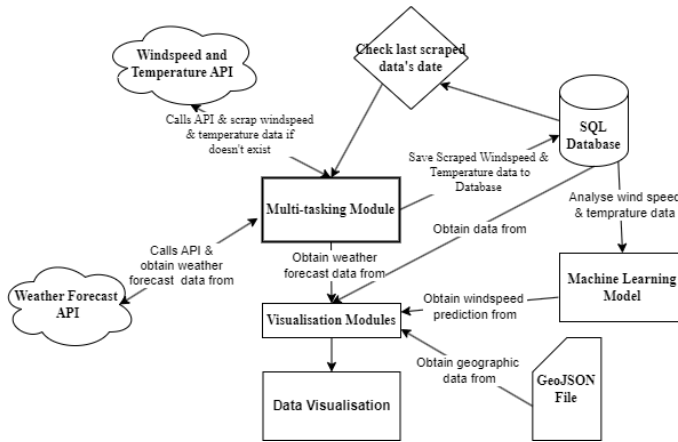 Check last scraped
data's date
Windspeed and
Temperature API
Calls API & scrap windspeed
& temperature data if
doesn't exist
SQL
Database
Save Scraped Windspeed &
Temperature data to
Database
Multi-tasking Module
Analyse wind speed
& temprature data
Obtain data from
Calls API &
obtain weather
forecast data from
Obtain weather
forecast data from
Weather Forecast
API
Machine Learning
Model
Obtain windspeed
prediction from
Visualisation Modules
Obtain geographic
data from
GeoJSON
File
Data Visualisation